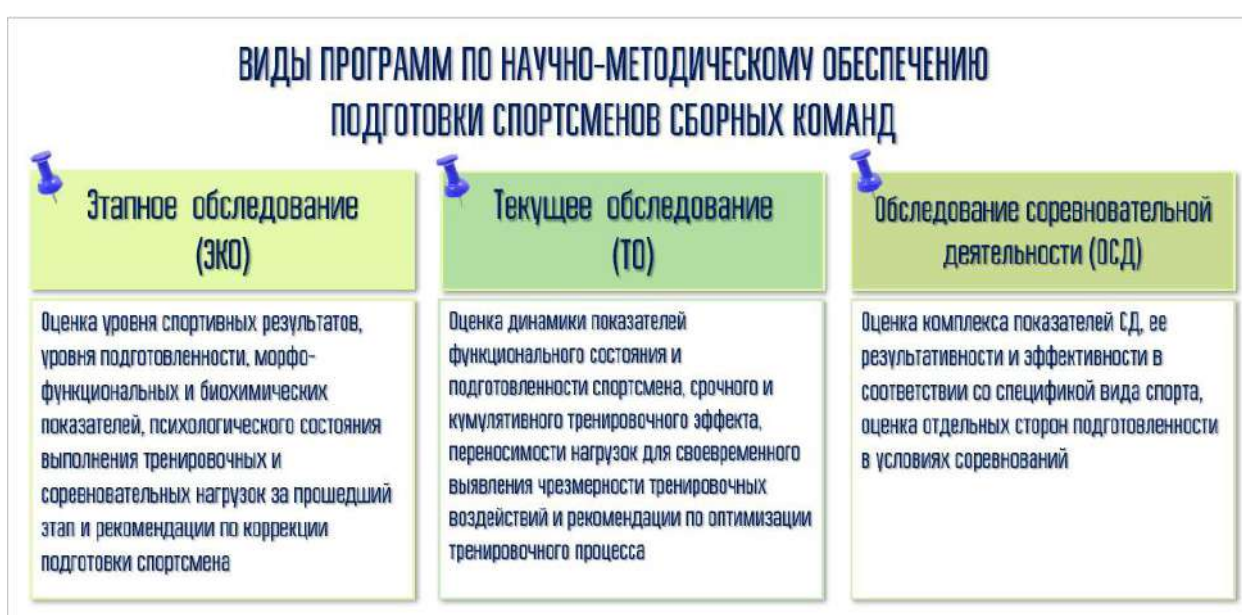 ВИДЫ ПРОГРАММ ПО НАУЧНО-МЕТОДИЧЕСКОМУ ОБЕСПЕЧЕНИЮ
ПОДГОТОВКИ СПОРТСМЕНОВ СБОРНЫХ КОМАНД
Этапное обследование
(ЭКО)
Оценка уровня спортивных результатов,
уровня подготовленности, морфо-
функциональных и биохимических
показателей, психологического состояния
выполнения тренировочных и
соревновательных нагрузок за прошедший
этап и рекомендации по коррекции
подготовки спортсмена
Текущее обследование
(ТО)
Оценка динамики показателей
функционального состояния и
подготовленности спортсмена, срочного и
кумулятивного тренировочного эффекта,
переносимости нагрузок для своевременного
выявления чрезмерности тренировочных
воздействий и рекомендации по оптимизации
тренировочного процесса
Обследование соревновательной
деятельности (ОСД)
Оценка комплекса показателей СД, ее
результативности и эффективности в
соответствии со спецификой вида спорта,
оценка отдельных сторон подготовленности
в условиях соревнований